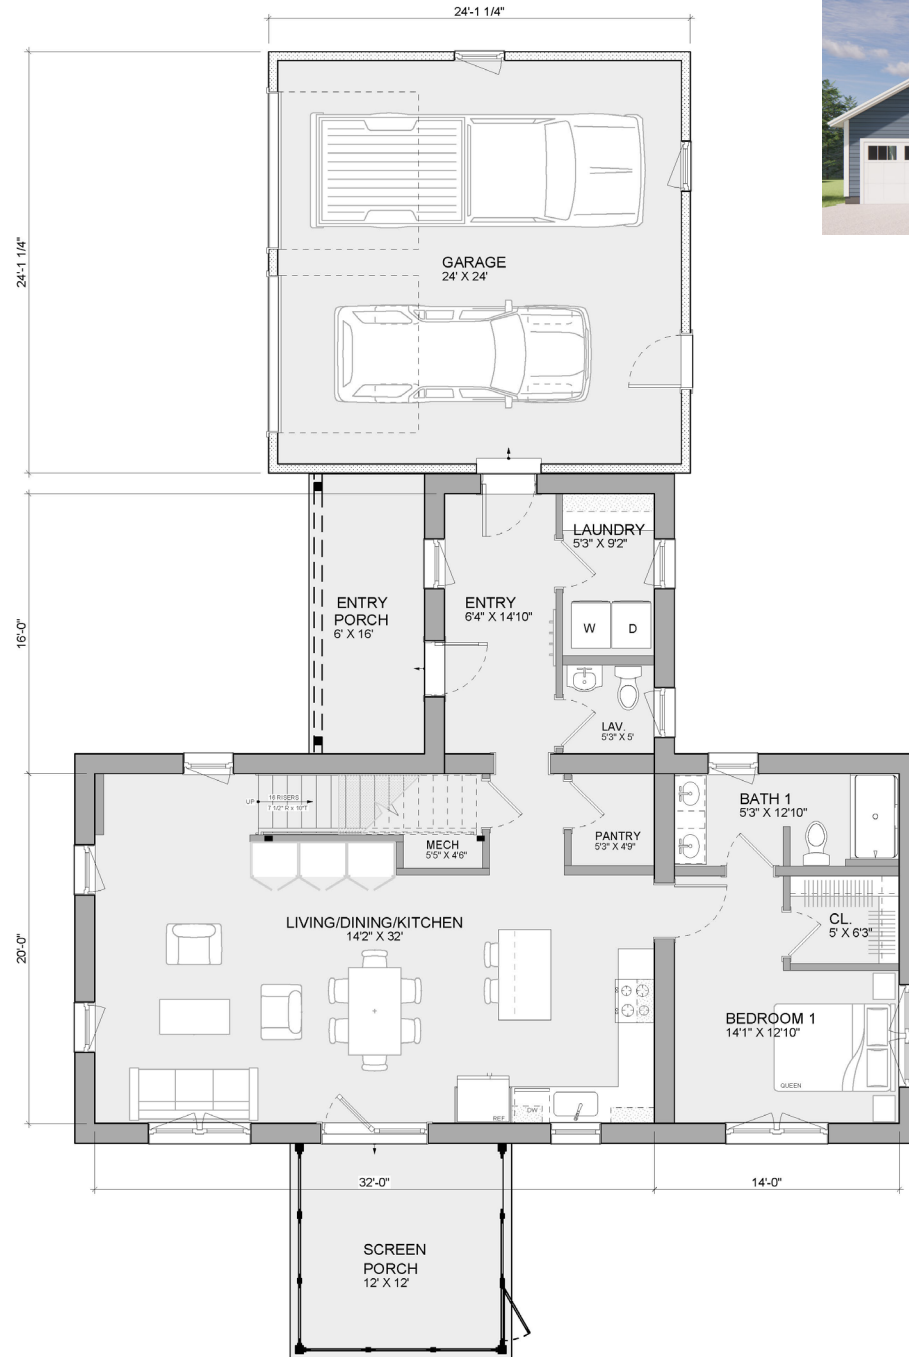 24'-1 1/4"
24'-1 1/4"
GARAGE
24' X 24'
LAUNDRY
5'3" X 9'2"
ENTRY
PORCH
6' X 16'
ENTRY
6'4" X 14'10"
W
D
16'-0"
LAV.
5'3" X 5'
UP
16 RISERS
7 1/2" R x 10"T
BATH 1
5'3" X 12'10"
MECH
5'5" X 4'6"
PANTRY
5'3" X 4'9"
LIVING/DINING/KITCHEN
14'2" X 32'
CL.
5' X 6'3"
20'-0"
BEDROOM 1
14'1" X 12'10"
QUEEN
REF
DW
32'-0"
14'-0"
SCREEN
PORCH
12' X 12'